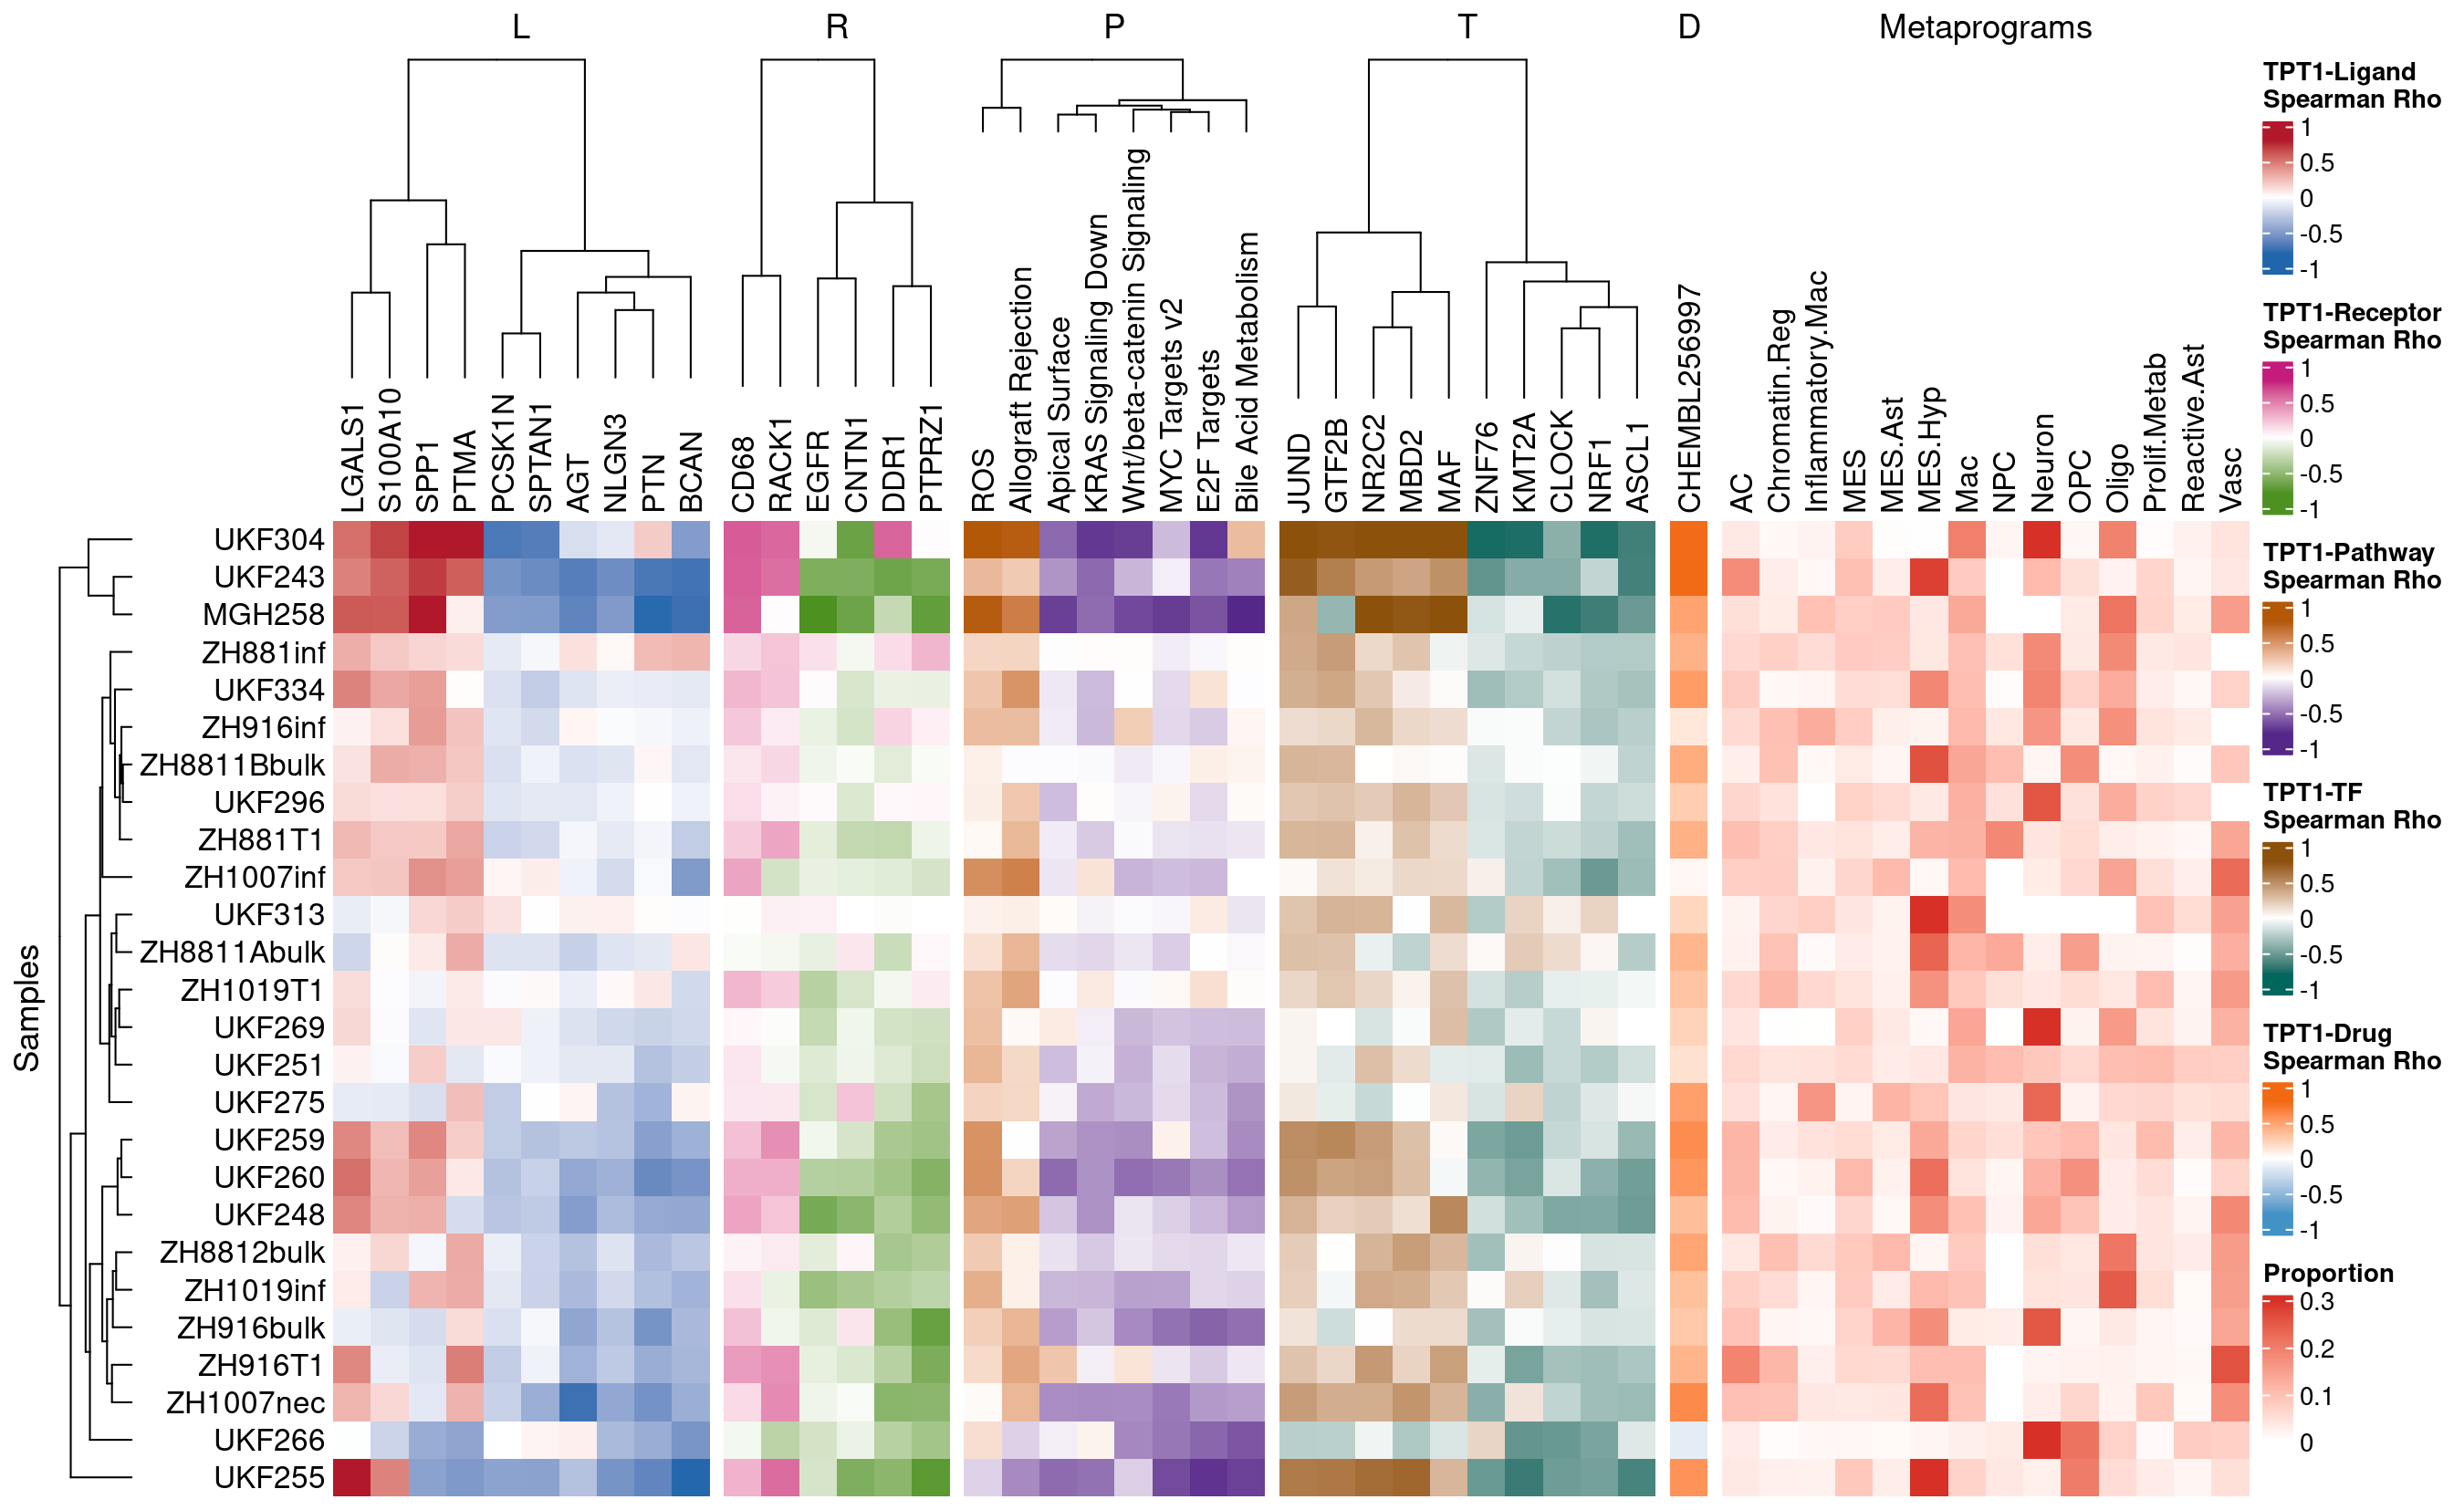 L R P T D Metaprograms
LGALS1
S100A10
SPP1
PTMA
PCSK1N
SPTAN1
AGT
NLGN3
PTN
BCAN
CD68
RACK1
EGFR
CNTN1
DDR1
PTPRZ1
ROS
Allograft Rejection
Apical Surface
KRAS Signaling Down
Wnt/beta-catenin Signaling
MYC Targets v2
E2F Targets
Bile Acid Metabolism
JUND
GTF2B
NR2C2
MBD2
MAF
ZNF76
KMT2A
CLOCK
NRF1
ASCL1
CHEMBL256997
AC
Chromatin.Reg
Inflammatory.Mac
MES
MES.Ast
MES.Hyp
Mac
NPC
Neuron
OPC
Oligo
Prolif.Metab
Reactive.Ast
Vasc
Samples
UKF304
UKF243
MGH258
ZH881inf
UKF334
ZH916inf
ZH8811Bbulk
UKF296
ZH881T1
ZH1007inf
UKF313
ZH8811Abulk
ZH1019T1
UKF269
UKF251
UKF275
UKF259
UKF260
UKF248
ZH8812bulk
ZH1019inf
ZH916bulk
ZH916T1
ZH1007nec
UKF266
UKF255
TPT1-Ligand
Spearman Rho
1
0.5
0
-0.5
-1
TPT1-Receptor
Spearman Rho
1
0.5
0
-0.5
-1
TPT1-Pathway
Spearman Rho
1
0.5
0
-0.5
-1
TPT1-TF
Spearman Rho
1
0.5
0
-0.5
-1
TPT1-Drug
Spearman Rho
1
0.5
0
-0.5
-1
Proportion
0.3
0.2
0.1
0